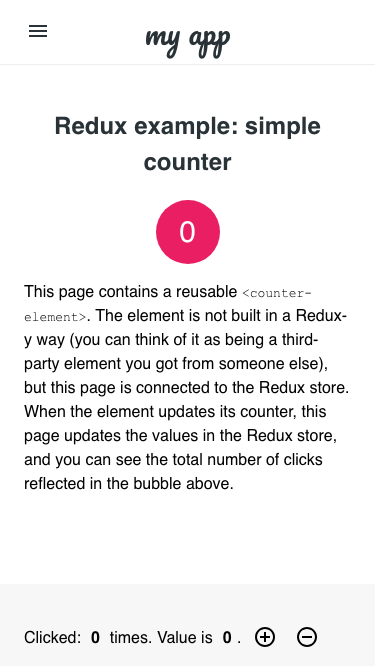 my app
Redux example: simple
counter
0
This page contains a reusable <counter-
element>. The element is not built in a Redux-
y way (you can think of it as being a third-
party element you got from someone else),
but this page is connected to the Redux store.
When the element updates its counter, this
page updates the values in the Redux store,
and you can see the total number of clicks
reflected in the bubble above.
Clicked: 0 times. Value is 0 .